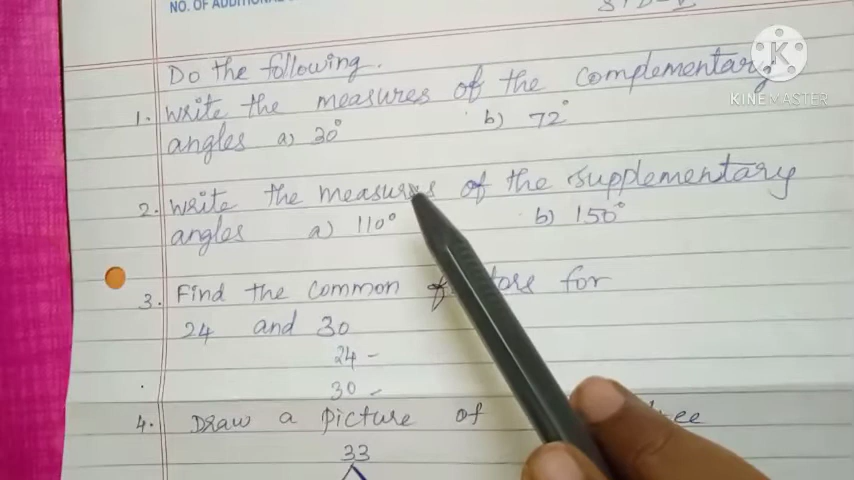 NO. OF ADDITIONAL
Do the following.
1. Write the measures of the complementary
angles a) 30° b) 72°
2. Write the measures of the supplementary
angles a) 110° b) 150°
3. Find the common for
24 and 30
24 -
30 -
4. Draw a picture of
33
K
KINEMASTER